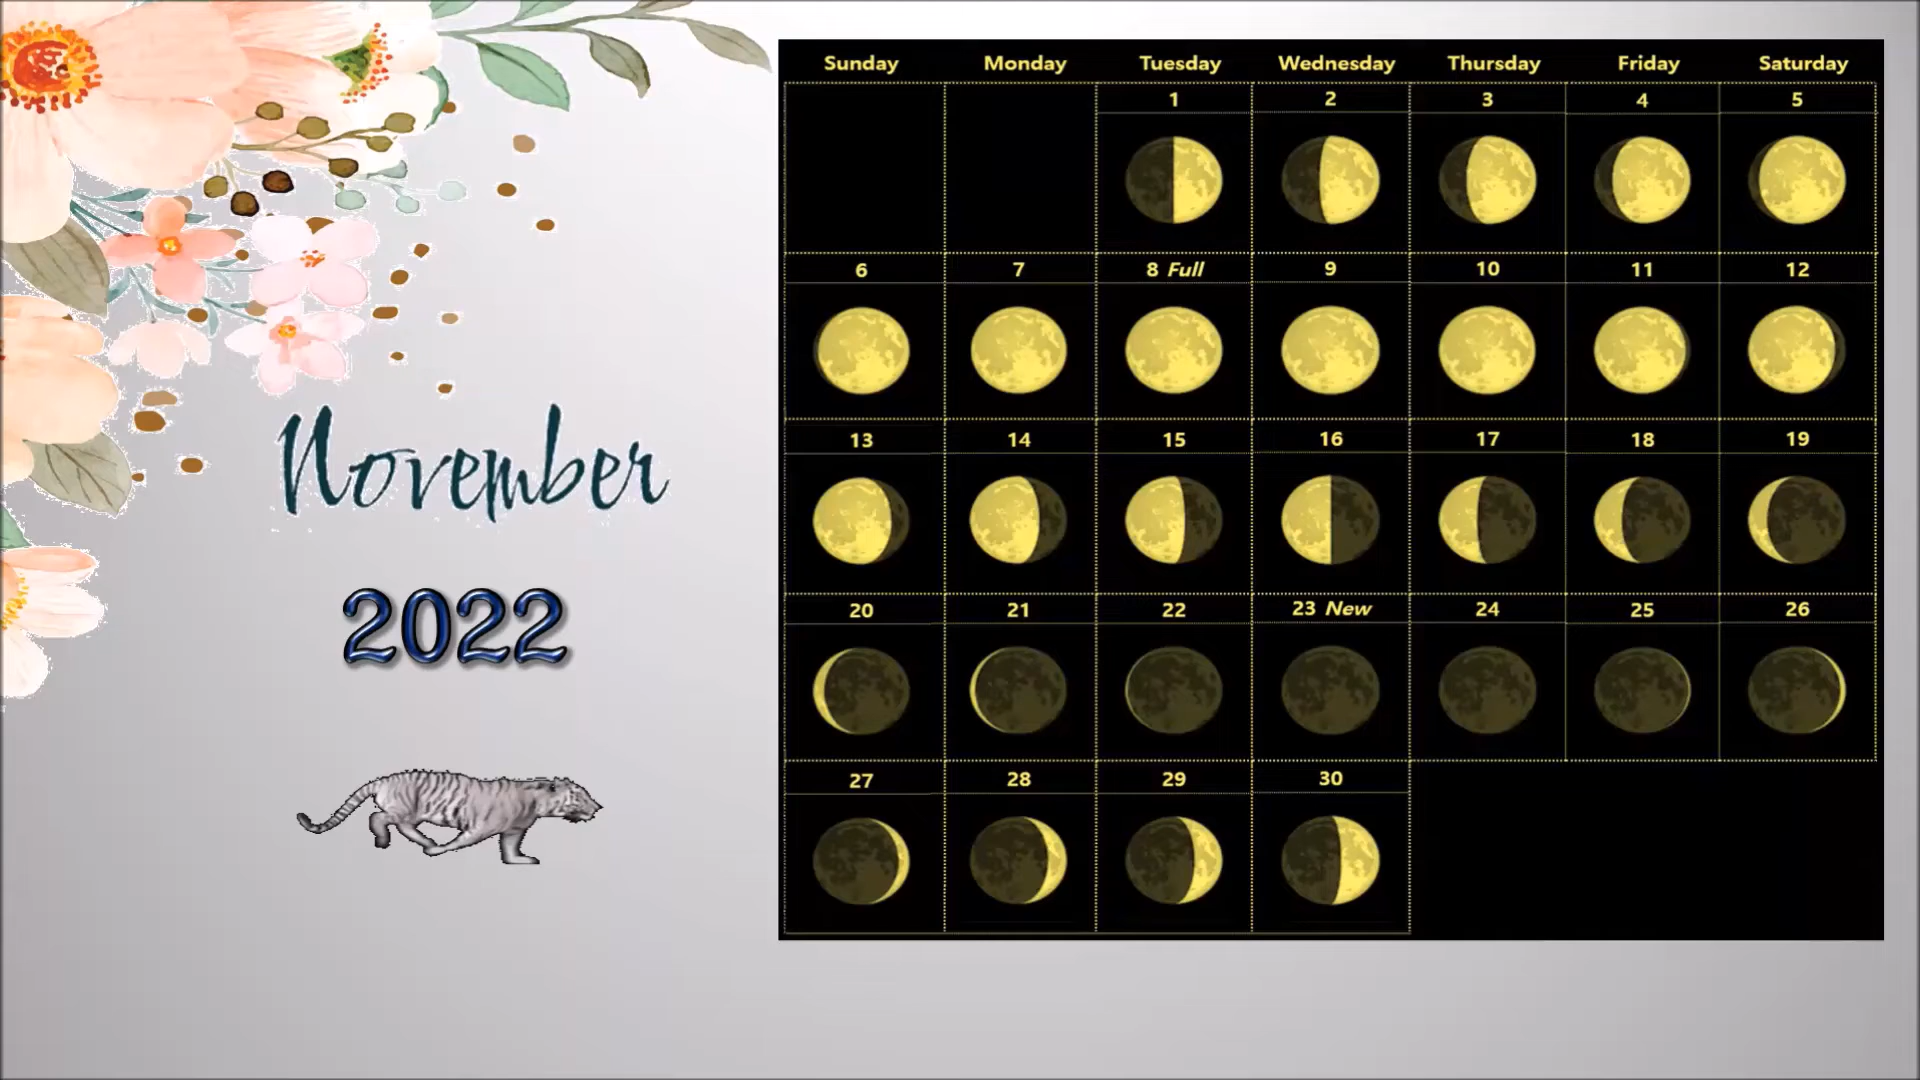 Sunday Monday Tuesday Wednesday Thursday Friday Saturday
1 2 3 4 5
6 7 8 Full 9 10 11 12
13 14 15 16 17 18 19
20 21 22 23 New 24 25 26
27 28 29 30
November
2022